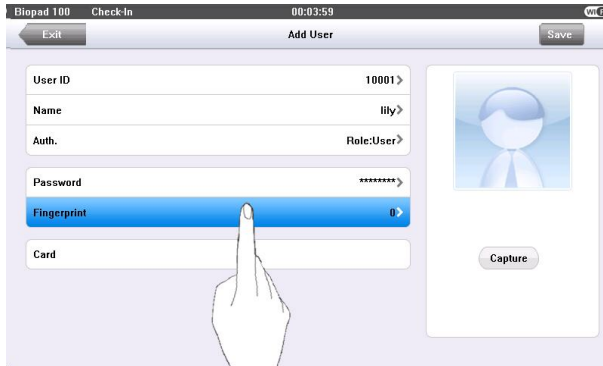 Biopad 100 Check-In 00:03:59
Exit Add User Save
User ID 10001
Name lily
Auth. Role:User
Password ********
Fingerprint 0
Card
Capture